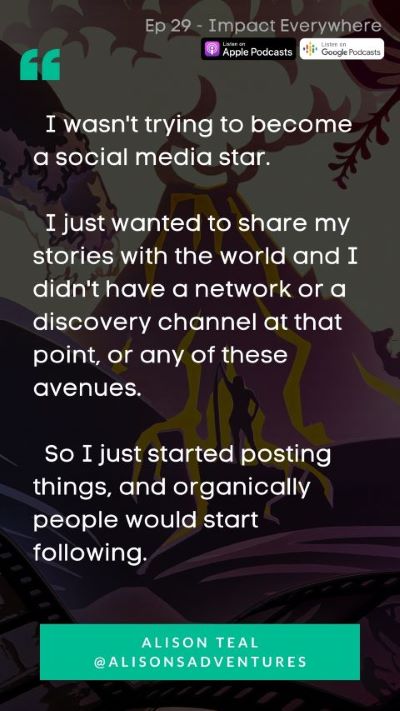 Ep 29 - Impact Everywhere
Listen on
Apple Podcasts
Listen on
Google Podcasts
I wasn't trying to become
a social media star.
I just wanted to share my
stories with the world and I
didn't have a network or a
discovery channel at that
point, or any of these
avenues.
So I just started posting
things, and organically
people would start
following.
ALISON TEAL
@ALISONSADVENTURES